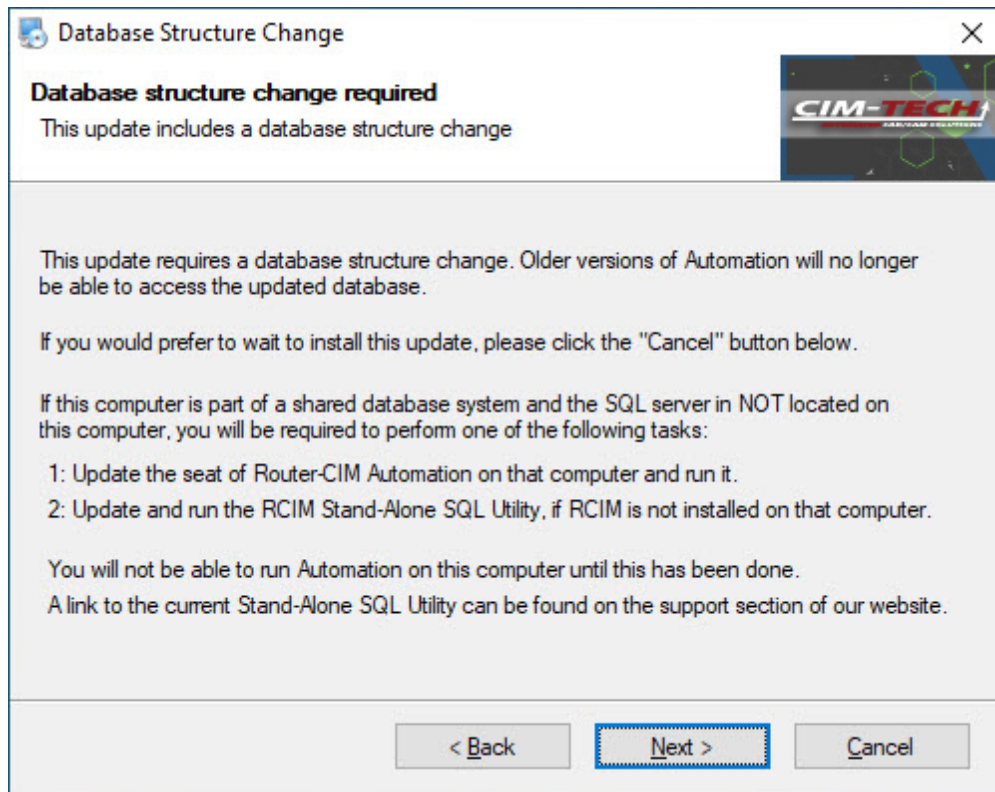 Database Structure Change
Database structure change required
This update includes a database structure change
CIM-TECH
CAD/CAM SOLUTIONS
This update requires a database structure change. Older versions of Automation will no longer
be able to access the updated database.
If you would prefer to wait to install this update, please click the "Cancel" button below.
If this computer is part of a shared database system and the SQL server in NOT located on
this computer, you will be required to perform one of the following tasks:
1: Update the seat of Router-CIM Automation on that computer and run it.
2: Update and run the RCIM Stand-Alone SQL Utility, if RCIM is not installed on that computer.
You will not be able to run Automation on this computer until this has been done.
A link to the current Stand-Alone SQL Utility can be found on the support section of our website.
< Back
Next >
Cancel